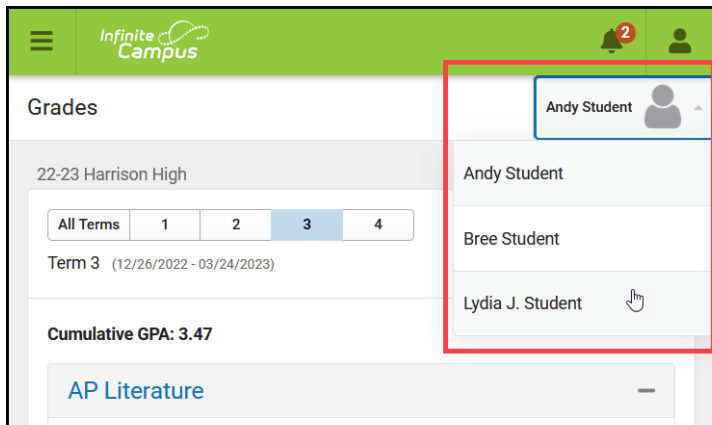 Infinite
Campus
2
Grades
Andy Student
22-23 Harrison High
Andy Student
All Terms 1 2 3 4
Bree Student
Term 3 (12/26/2022 - 03/24/2023)
Lydia J. Student
Cumulative GPA: 3.47
AP Literature